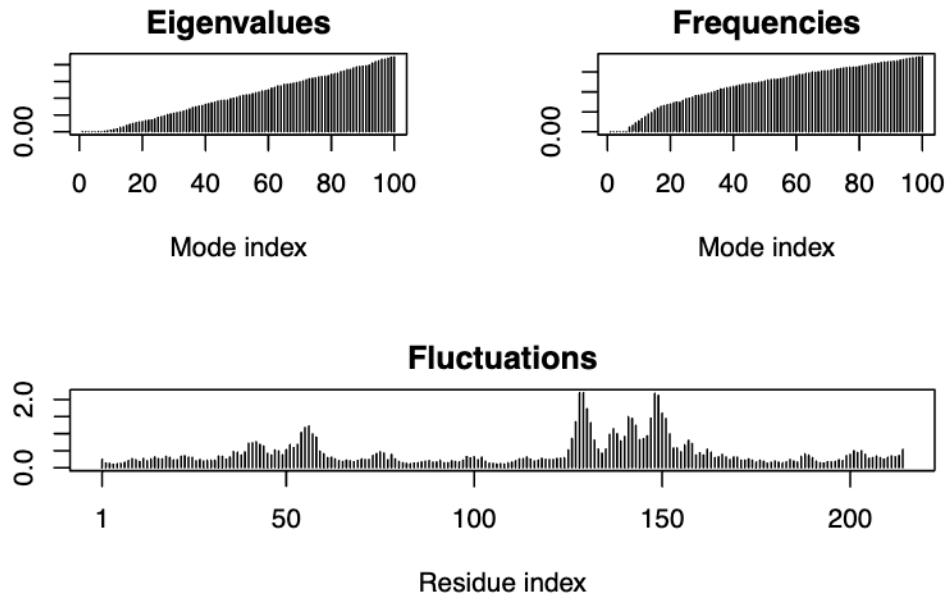 Eigenvalues
0.00
0 20 40 60 80 100
Mode index
Frequencies
0.00
0 20 40 60 80 100
Mode index
Fluctuations
0.0 2.0
1 50 100 150 200
Residue index